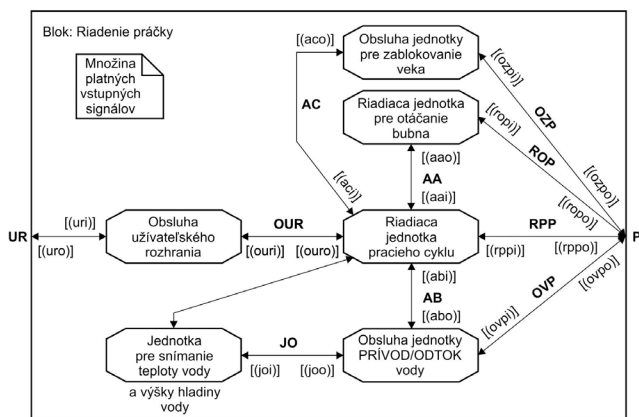 Blok: Riadenie práčky
Množina
platných
vstupných
signálov
[(aco)]
Obsluha jednotky
pre zablokovanie
veka
[(ozpi)]
OZP
[(ozpo)]
AC
[(aci)]
Riadiaca jednotka
pre otáčanie
bubna
[(ropi)]
ROP
[(ropo)]
[(aao)]
AA
[(aai)]
UR
[(uri)]
[(uro)]
Obsluha
užívateľského
rozhrania
OUR
[(ouri)]
[(ouro)]
Riadiaca
jednotka
pracieho cyklu
RPP
[(rppi)]
[(rppo)]
P
[(abi)]
AB
[(abo)]
[(ovpo)]
OVP
[(ovpi)]
Jednotka
pre snímanie
teploty vody
a výšky hladiny
vody
JO
[(joi)]
[(joo)]
Obsluha jednotky
PRÍVOD/ODTOK
vody